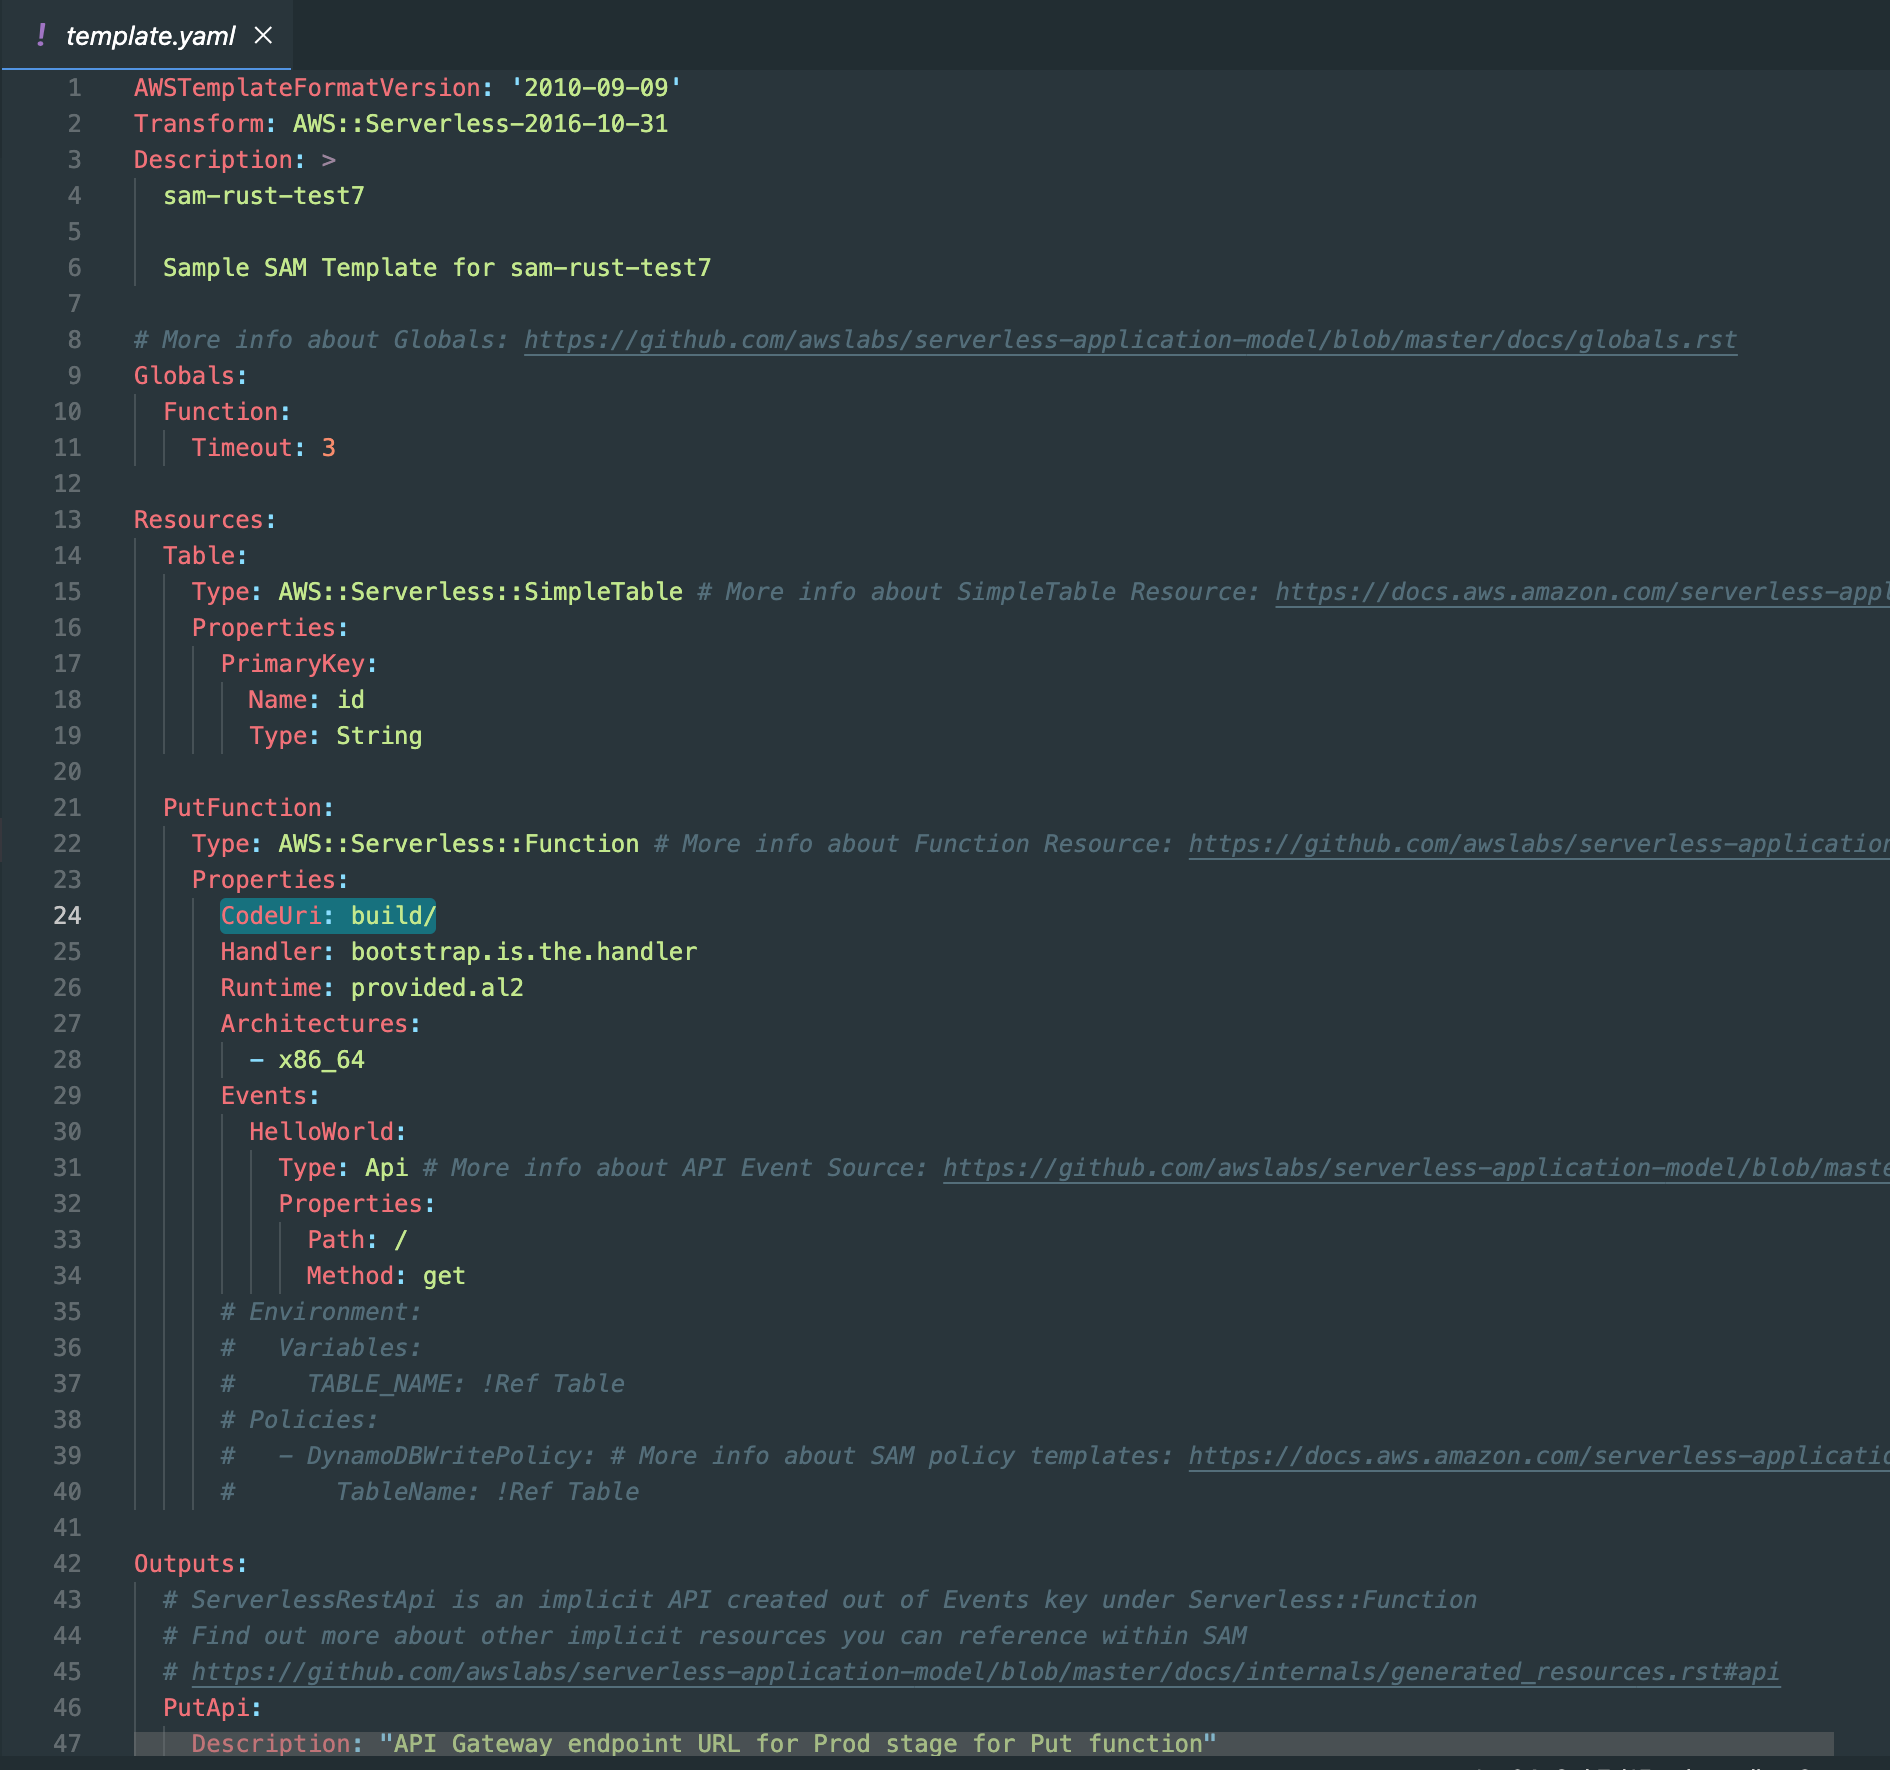 ! template.yaml ×
1 AWSTemplateFormatVersion: '2010-09-09'
2 Transform: AWS::Serverless-2016-10-31
3 Description: >
4 sam-rust-test7
5
6 Sample SAM Template for sam-rust-test7
7
8 # More info about Globals: https://github.com/awslabs/serverless-application-model/blob/master/docs/globals.rst
9 Globals:
10 Function:
11 Timeout: 3
12
13 Resources:
14 Table:
15 Type: AWS::Serverless::SimpleTable # More info about SimpleTable Resource: https://docs.aws.amazon.com/serverless-appl
16 Properties:
17 PrimaryKey:
18 Name: id
19 Type: String
20
21 PutFunction:
22 Type: AWS::Serverless::Function # More info about Function Resource: https://github.com/awslabs/serverless-application
23 Properties:
24 CodeUri: build/
25 Handler: bootstrap.is.the.handler
26 Runtime: provided.al2
27 Architectures:
28 - x86_64
29 Events:
30 HelloWorld:
31 Type: Api # More info about API Event Source: https://github.com/awslabs/serverless-application-model/blob/maste
32 Properties:
33 Path: /
34 Method: get
35 # Environment:
36 # Variables:
37 # TABLE_NAME: !Ref Table
38 # Policies:
39 # - DynamoDBWritePolicy: # More info about SAM policy templates: https://docs.aws.amazon.com/serverless-applicatio
40 # TableName: !Ref Table
41
42 Outputs:
43 # ServerlessRestApi is an implicit API created out of Events key under Serverless::Function
44 # Find out more about other implicit resources you can reference within SAM
45 # https://github.com/awslabs/serverless-application-model/blob/master/docs/internals/generated_resources.rst#api
46 PutApi:
47 Description: "API Gateway endpoint URL for Prod stage for Put function"